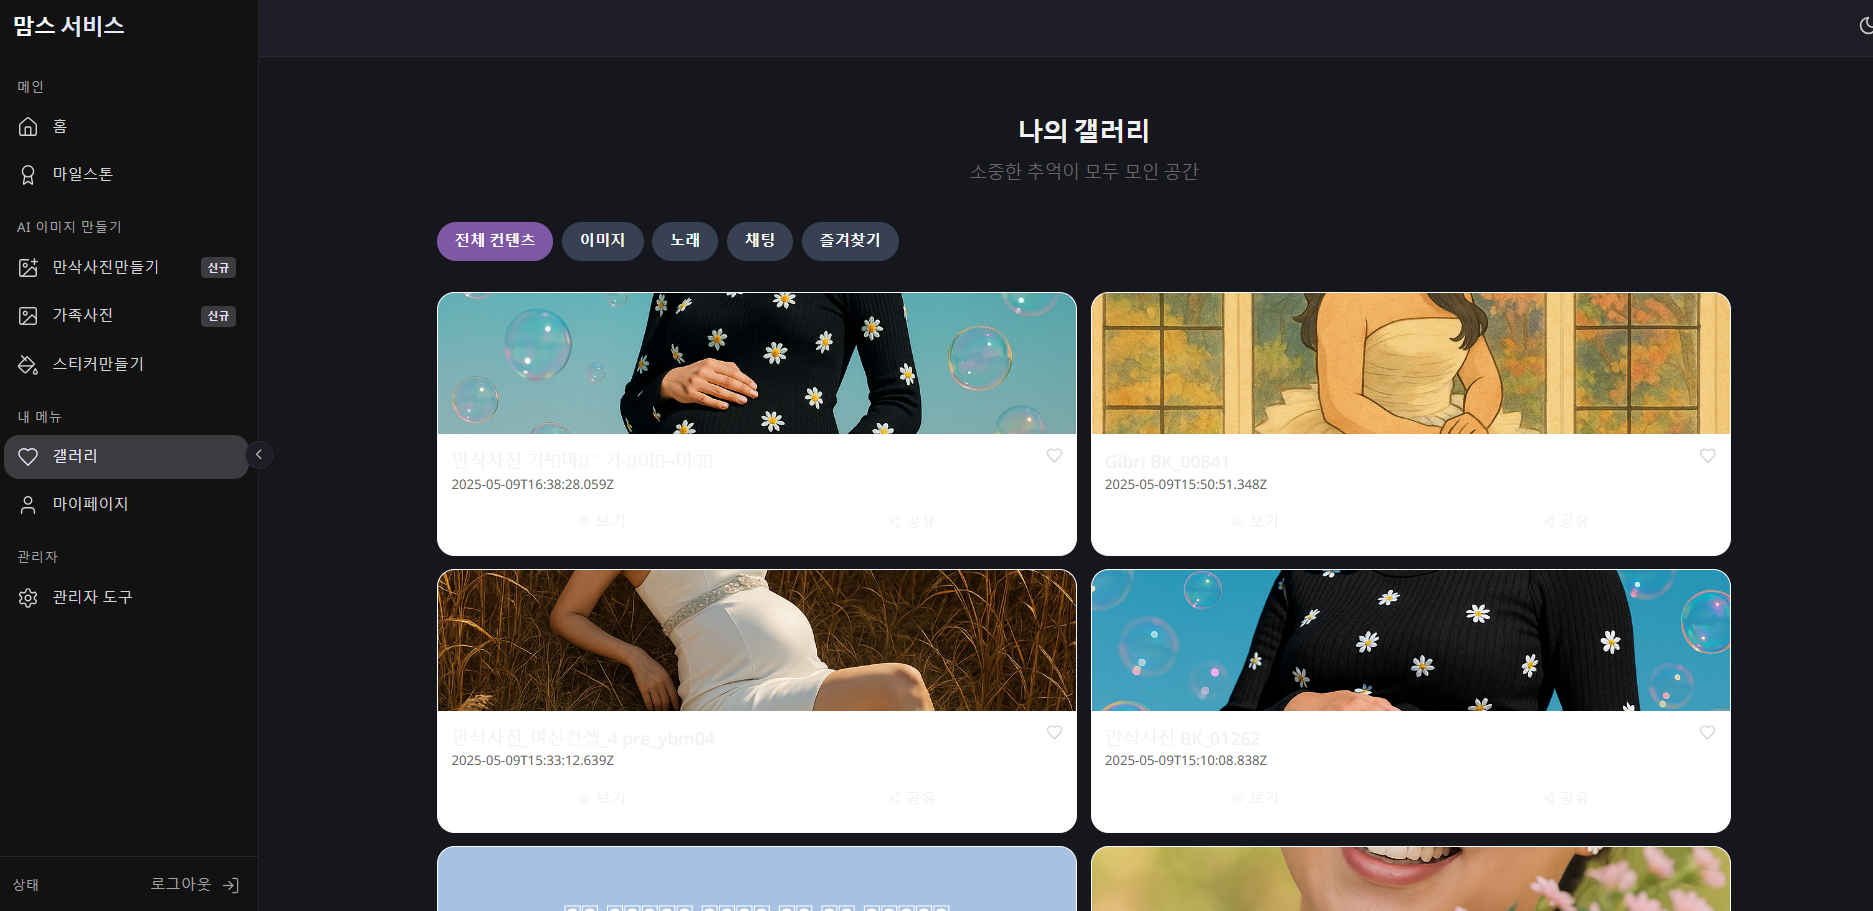 맘스 서비스
메인
홈
마일스톤
AI 이미지 만들기
만삭사진만들기 신규
가족사진 신규
스티커만들기
내 메뉴
갤러리
마이페이지
관리자
관리자 도구
상태 로그아웃
나의 갤러리
소중한 추억이 모두 모인 공간
전체 컨텐츠 이미지 노래 채팅 즐겨찾기
만삭사진
2025-05-09T16:38:28.059Z
보기 공유
Gibri BK_00841
2025-05-09T15:50:51.348Z
보기 공유
만삭사진_여신컨셉_4 pre_ybm04
2025-05-09T15:33:12.639Z
보기 공유
만삭사진 BK_01262
2025-05-09T15:10:08.838Z
보기 공유